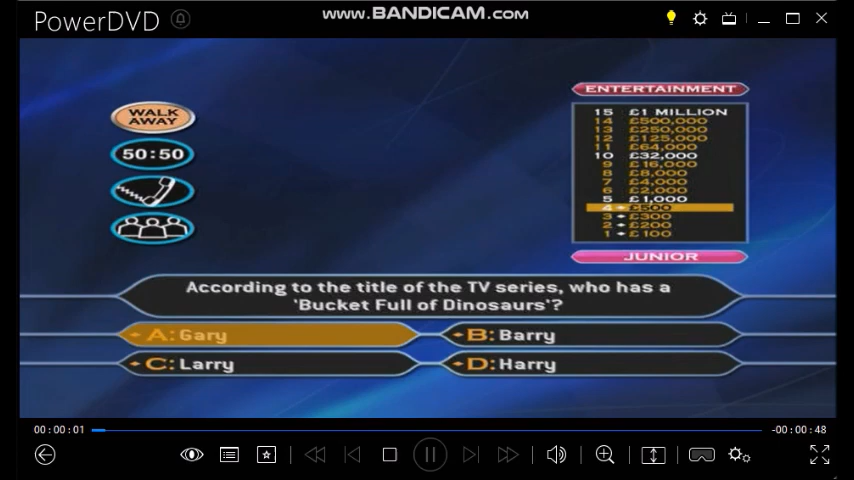 PowerDVD
www.BANDICAM.com
WALK
AWAY
50:50
ENTERTAINMENT
15 £1 MILLION
14 £500,000
13 £250,000
12 £125,000
11 £64,000
10 £32,000
9 £16,000
8 £8,000
7 £4,000
6 £2,000
5 £1,000
4 £500
3 £300
2 £200
1 £100
JUNIOR
According to the title of the TV series, who has a
'Bucket Full of Dinosaurs'?
A: Gary
B: Barry
C: Larry
D: Harry
00:00:01
-00:00:48